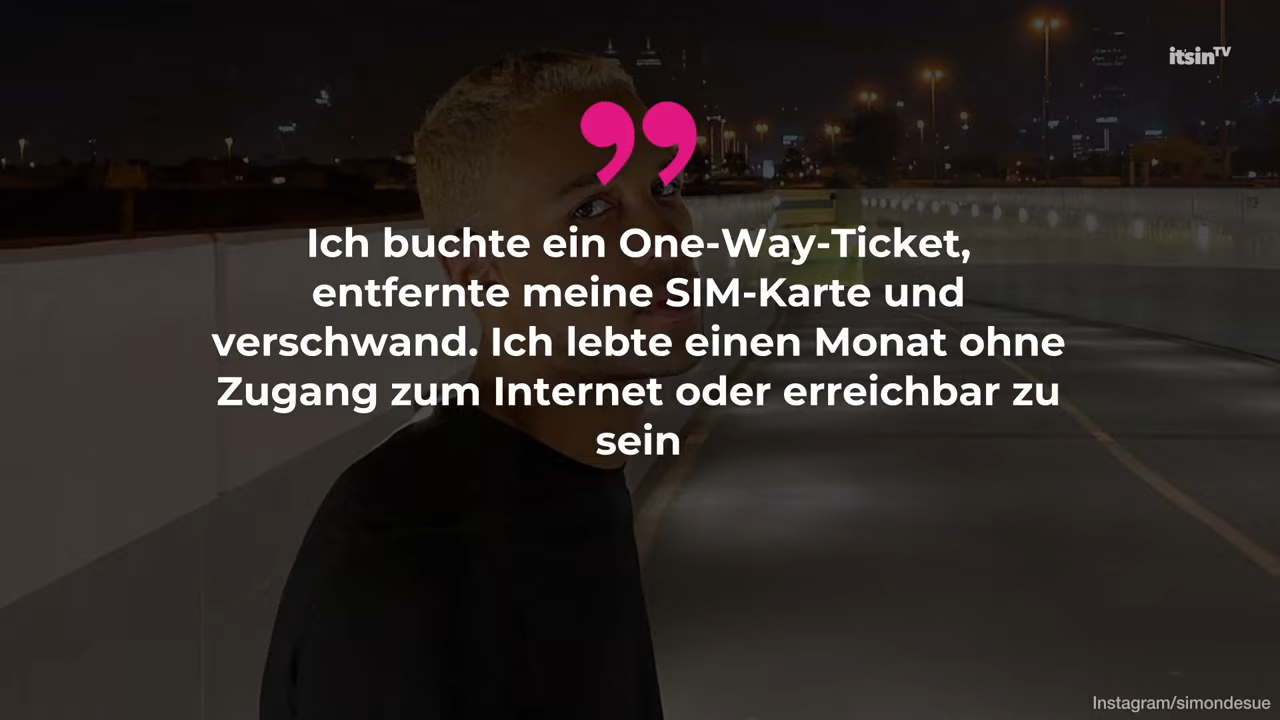 itsinTV
Ich buchte ein One-Way-Ticket,
entfernte meine SIM-Karte und
verschwand. Ich lebte einen Monat ohne
Zugang zum Internet oder erreichbar zu
sein
Instagram/simondesue